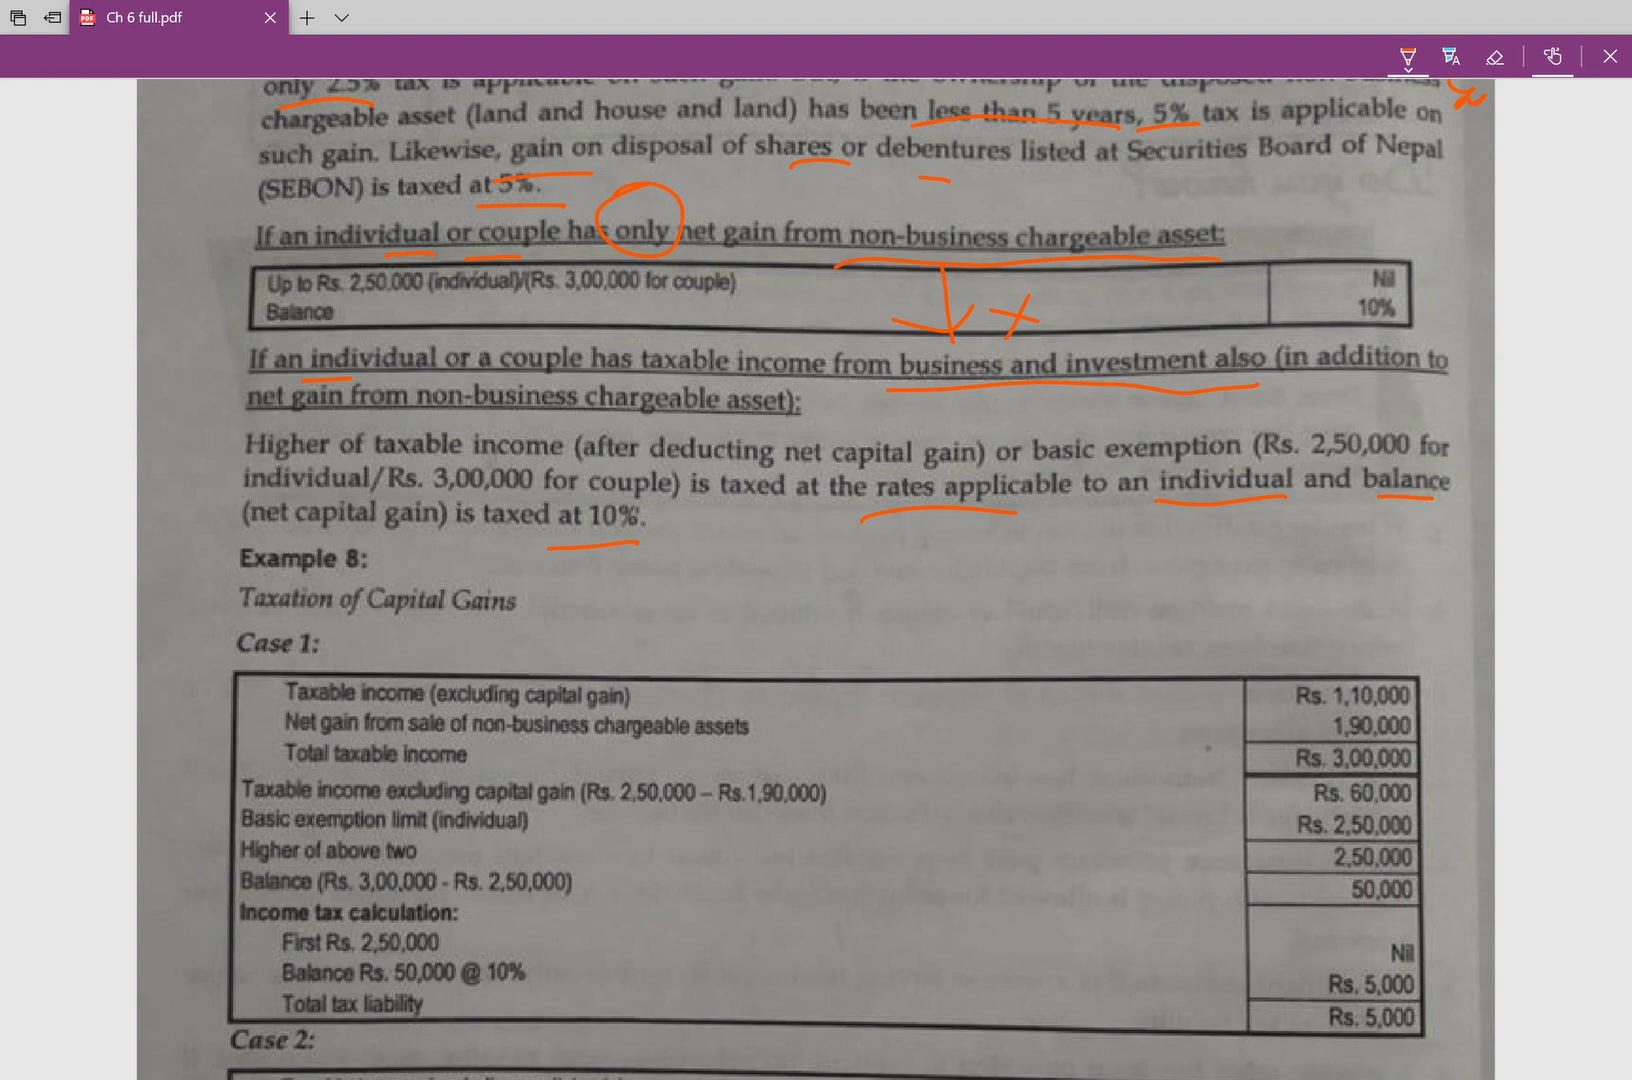 Ch 6 full.pdf
only 2.5% tax is applicable on such gain
chargeable asset (land and house and land) has been less than 5 years, 5% tax is applicable on
such gain. Likewise, gain on disposal of shares or debentures listed at Securities Board of Nepal
(SEBON) is taxed at 5%.
If an individual or couple has only net gain from non-business chargeable asset:
Up to Rs. 2,50,000 (individual)/(Rs. 3,00,000 for couple) Nil
Balance 10%
If an individual or a couple has taxable income from business and investment also (in addition to
net gain from non-business chargeable asset):
Higher of taxable income (after deducting net capital gain) or basic exemption (Rs. 2,50,000 for
individual/Rs. 3,00,000 for couple) is taxed at the rates applicable to an individual and balance
(net capital gain) is taxed at 10%.
Example 8:
Taxation of Capital Gains
Case 1:
Taxable income (excluding capital gain) Rs. 1,10,000
Net gain from sale of non-business chargeable assets 1,90,000
Total taxable income Rs. 3,00,000
Taxable income excluding capital gain (Rs. 2,50,000 – Rs.1,90,000) Rs. 60,000
Basic exemption limit (individual) Rs. 2,50,000
Higher of above two 2,50,000
Balance (Rs. 3,00,000 - Rs. 2,50,000) 50,000
Income tax calculation:
First Rs. 2,50,000 Nil
Balance Rs. 50,000 @ 10% Rs. 5,000
Total tax liability Rs. 5,000
Case 2: